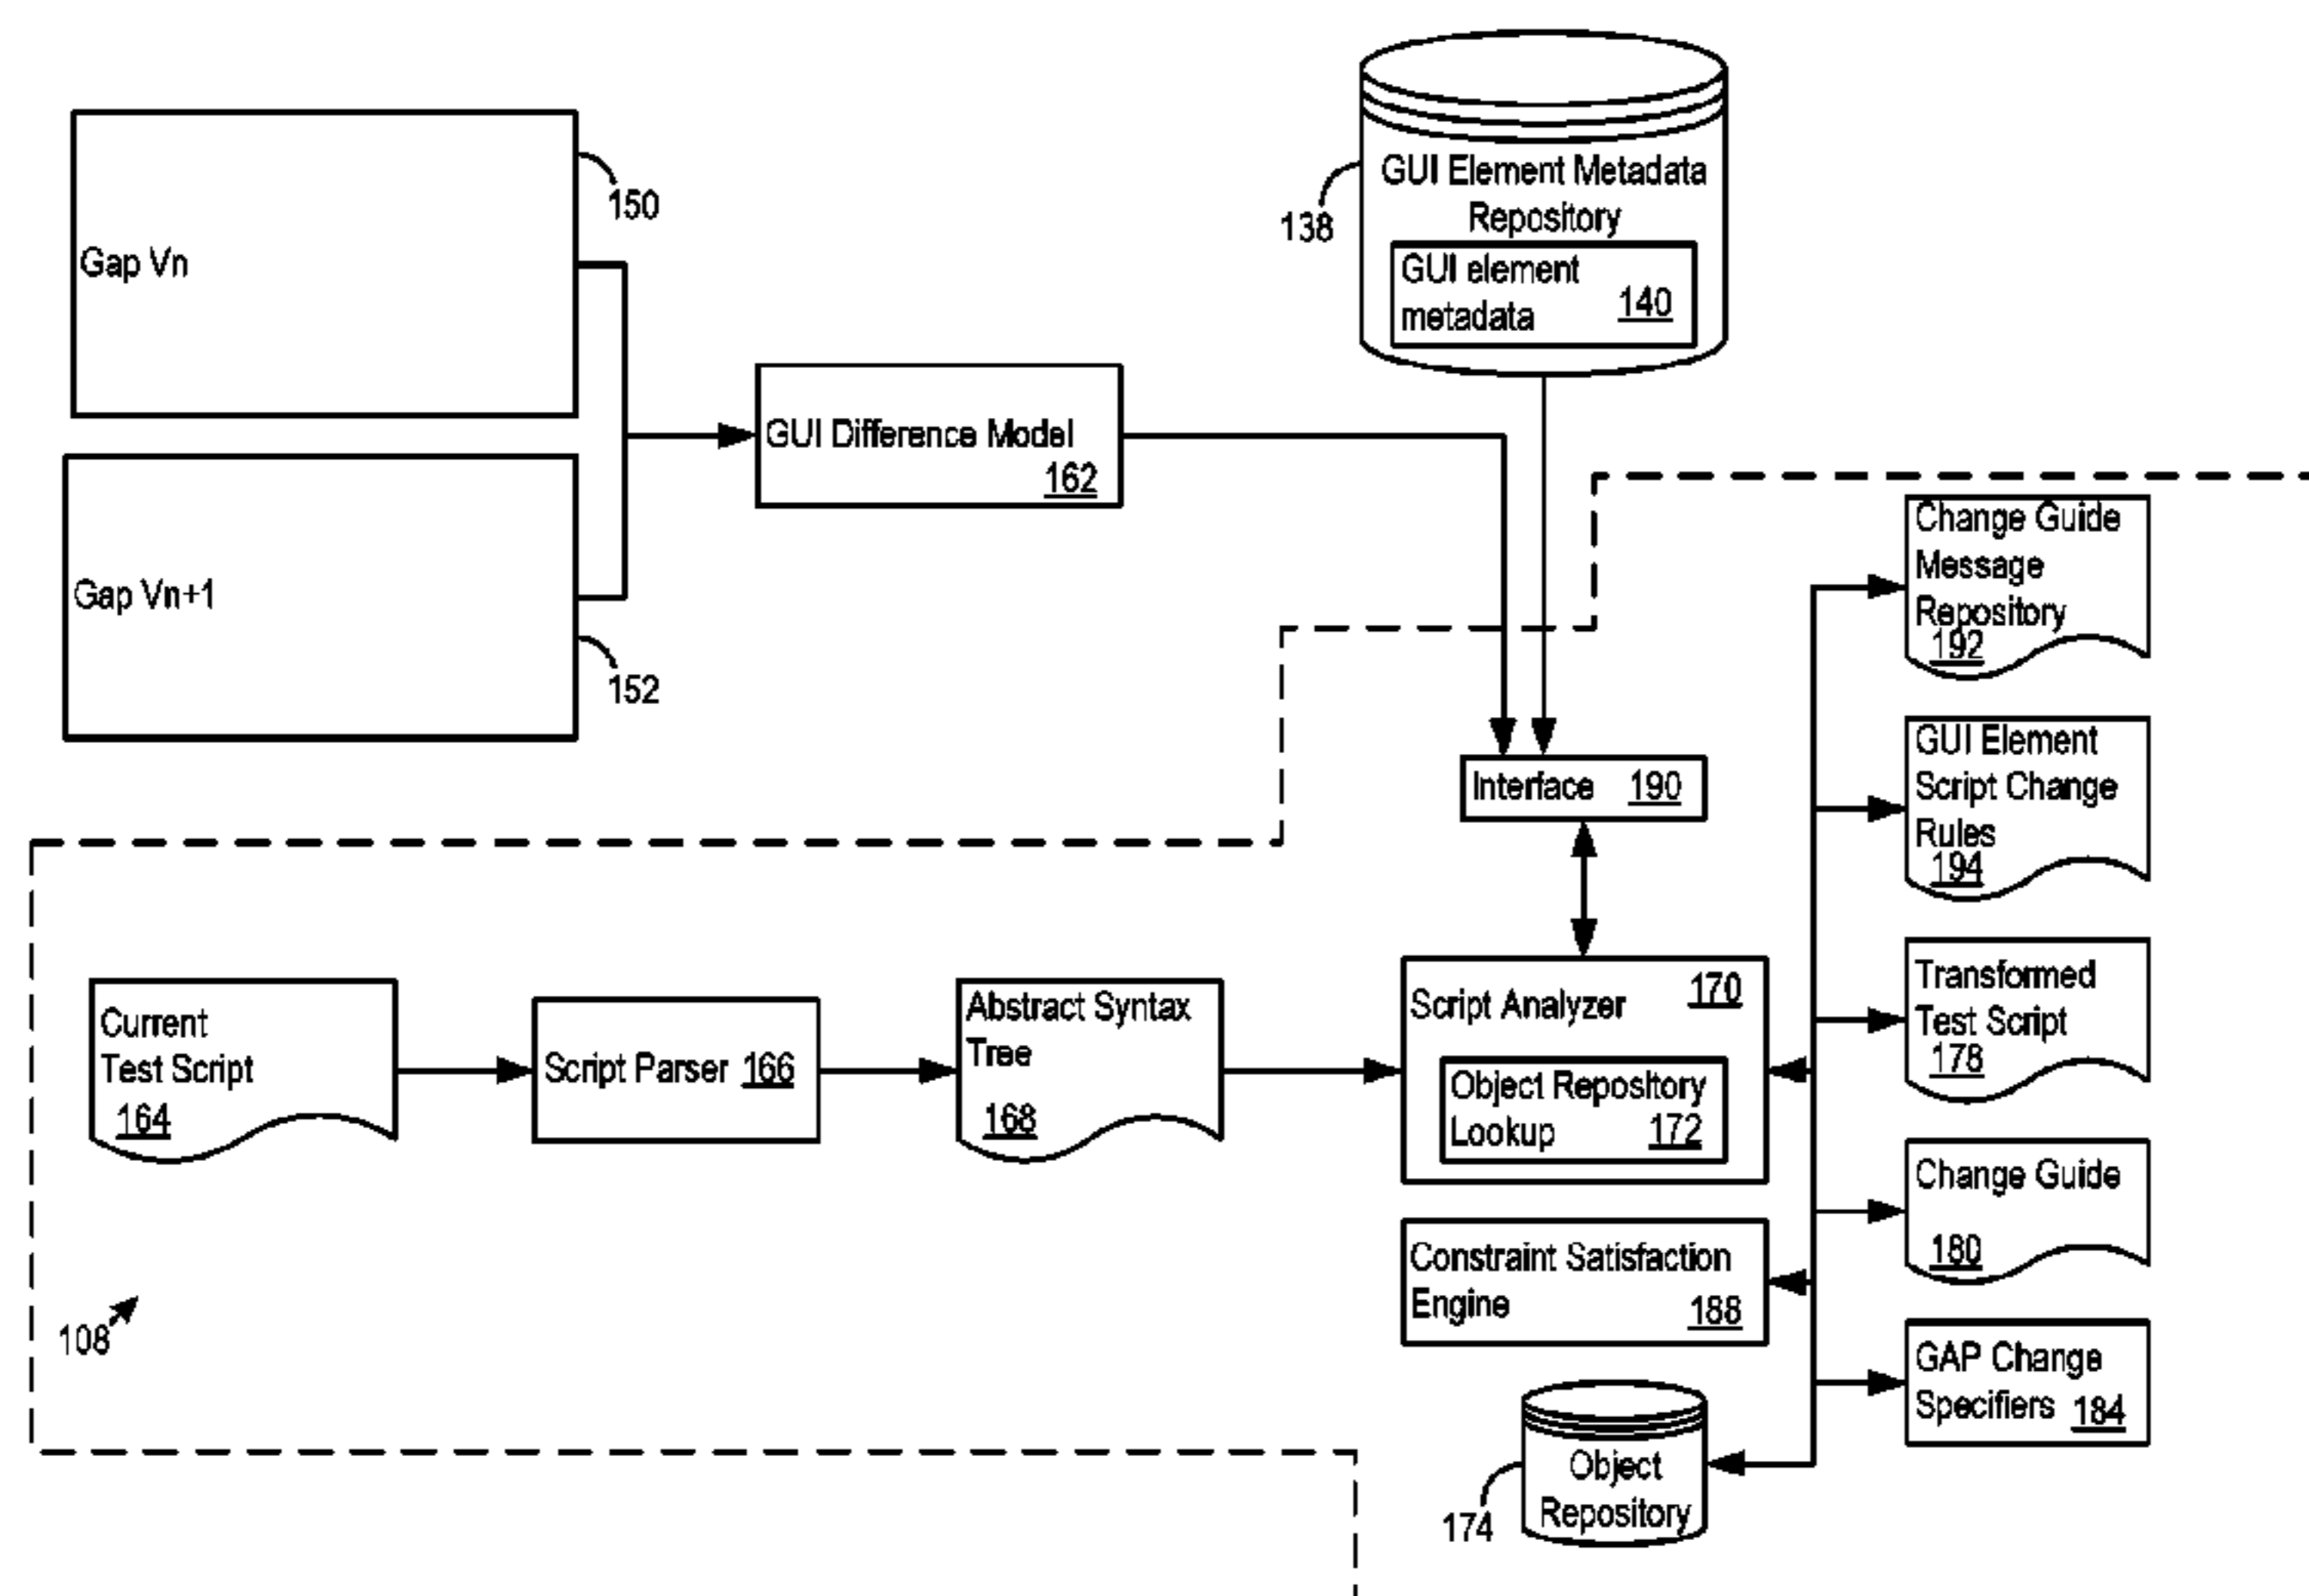 Gap Vn
150
Gap Vn+1
152
GUI Difference Model
162
GUI Element Metadata
Repository
138
GUI element
metadata 140
Interface 190
Change Guide
Message
Repository
192
GUI Element
Script Change
Rules
194
Transformed
Test Script
178
Change Guide
180
GAP Change
Specifiers 184
Current
Test Script
164
Script Parser 166
Abstract Syntax
Tree
168
Script Analyzer 170
Object Repository
Lookup 172
Constraint Satisfaction
Engine 188
Object
Repository
174
108